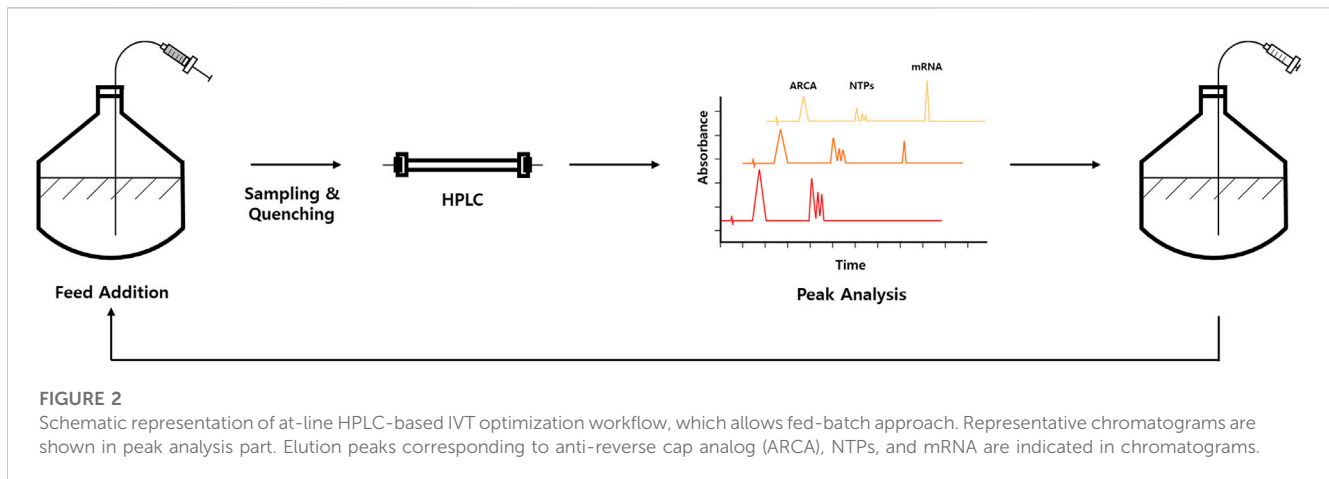 Feed Addition
Sampling &
Quenching
HPLC
Absorbance
ARCA
NTPs
mRNA
Time
Peak Analysis
FIGURE 2
Schematic representation of at-line HPLC-based IVT optimization workflow, which allows fed-batch approach. Representative chromatograms are
shown in peak analysis part. Elution peaks corresponding to anti-reverse cap analog (ARCA), NTPs, and mRNA are indicated in chromatograms.